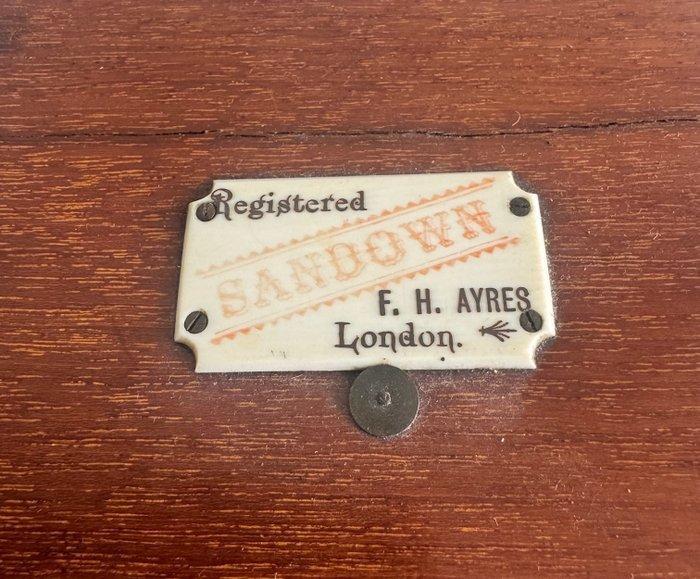 Registered
SANDOWN
F. H. AYRES
London.